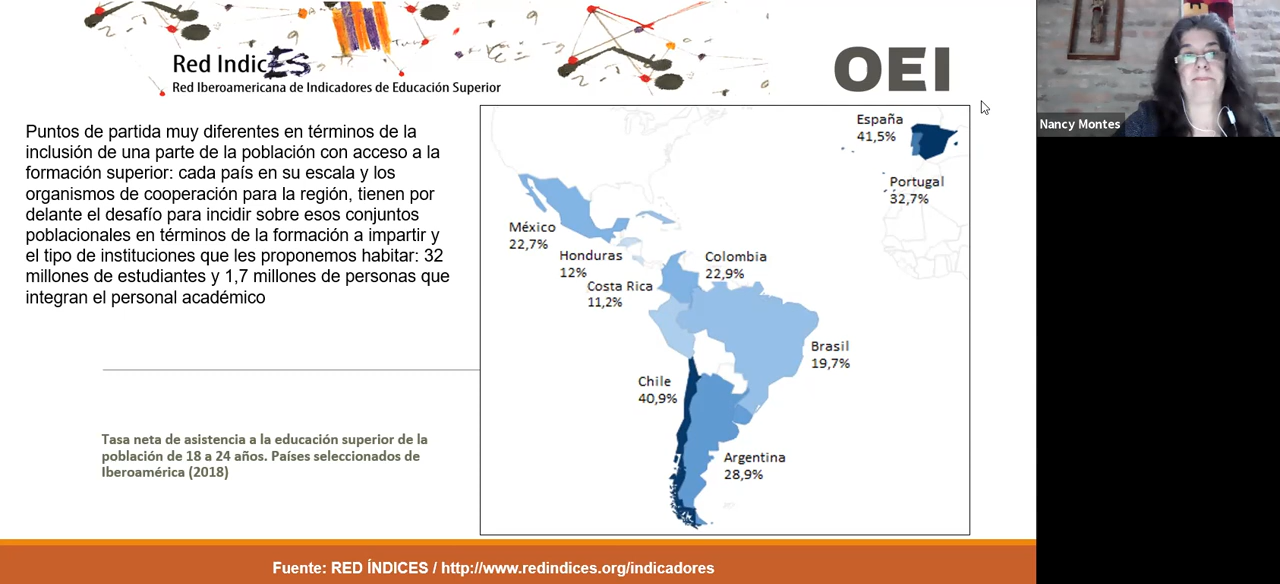 Red IndicES
Red Iberoamericana de Indicadores de Educación Superior
OEI
Puntos de partida muy diferentes en términos de la
inclusión de una parte de la población con acceso a la
formación superior: cada país en su escala y los
organismos de cooperación para la región, tienen por
delante el desafío para incidir sobre esos conjuntos
poblacionales en términos de la formación a impartir y
el tipo de instituciones que les proponemos habitar: 32
millones de estudiantes y 1,7 millones de personas que
integran el personal académico
Tasa neta de asistencia a la educación superior de la
población de 18 a 24 años. Países seleccionados de
Iberoamérica (2018)
España
41,5%
Portugal
32,7%
México
22,7%
Honduras
12%
Costa Rica
11,2%
Colombia
22,9%
Brasil
19,7%
Chile
40,9%
Argentina
28,9%
Fuente: RED ÍNDICES / http://www.redindices.org/indicadores
Nancy Montes